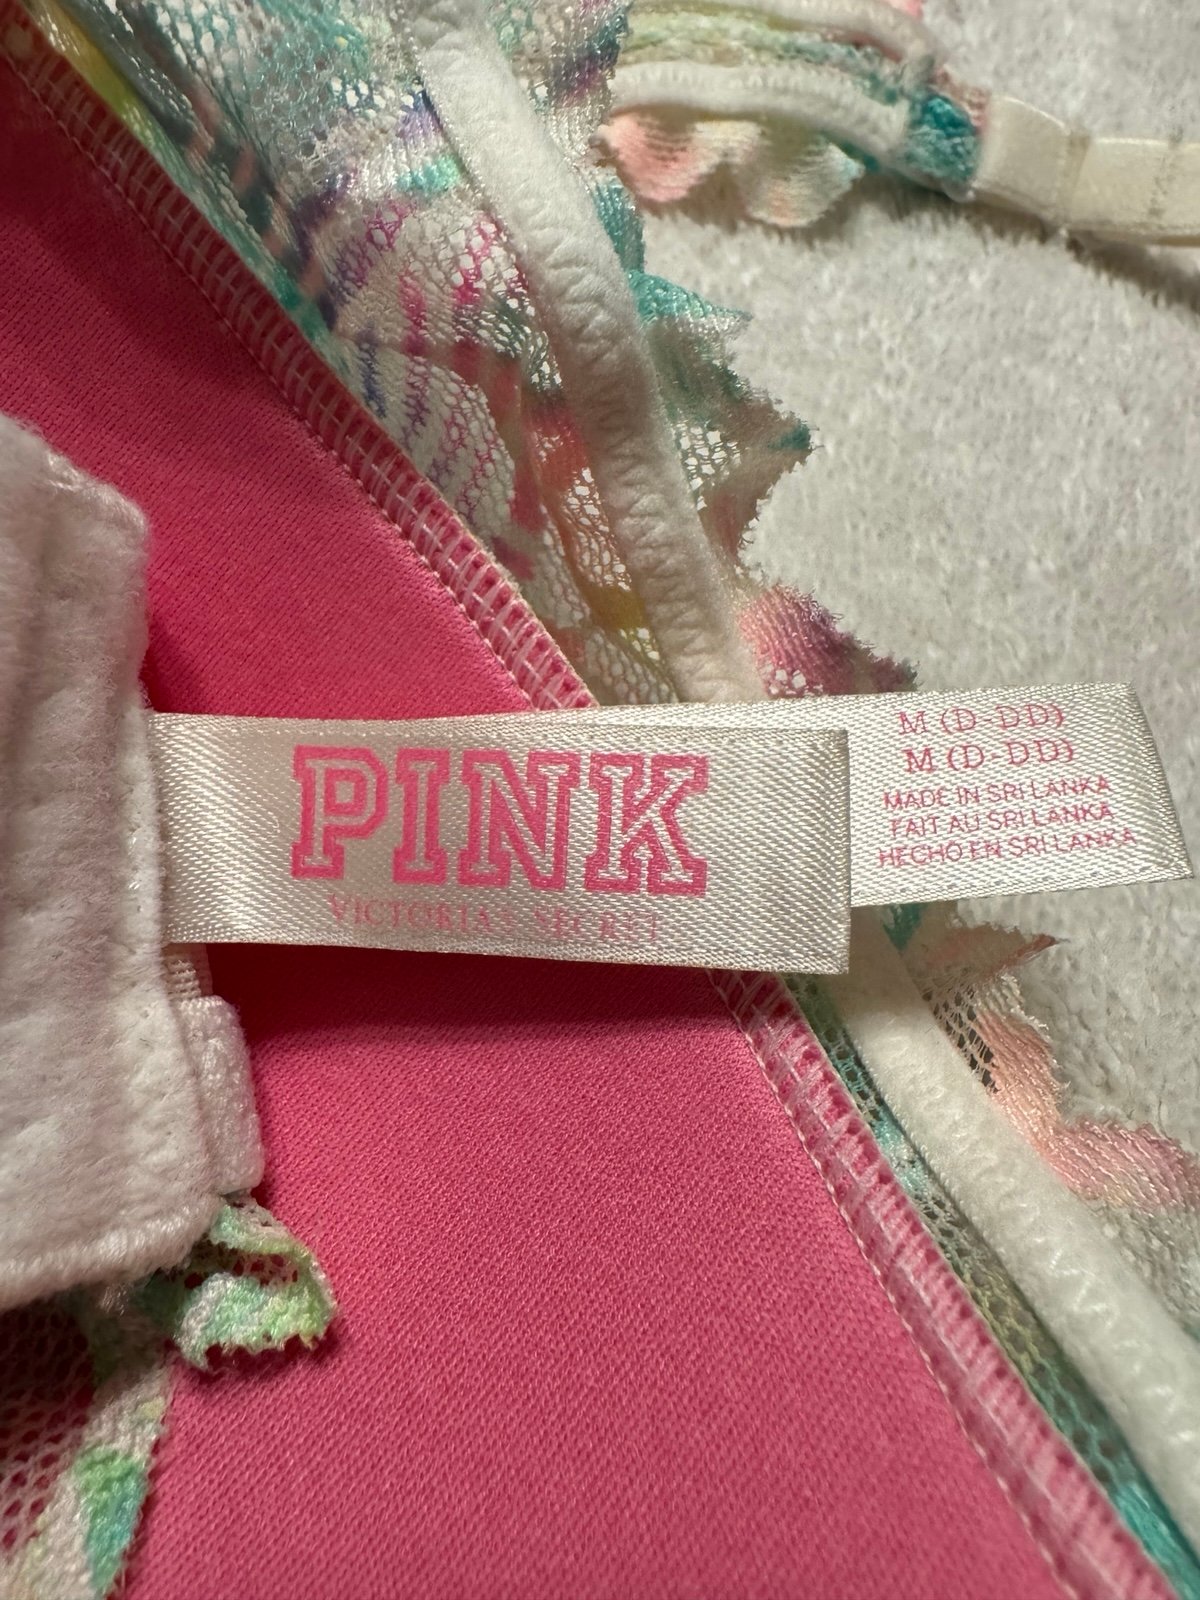 PINK
VICTORIA'S SECRET
M (D-DD)
M (D-DD)
MADE IN SRI LANKA
FAIT AU SRI LANKA
HECHO EN SRI LANKA